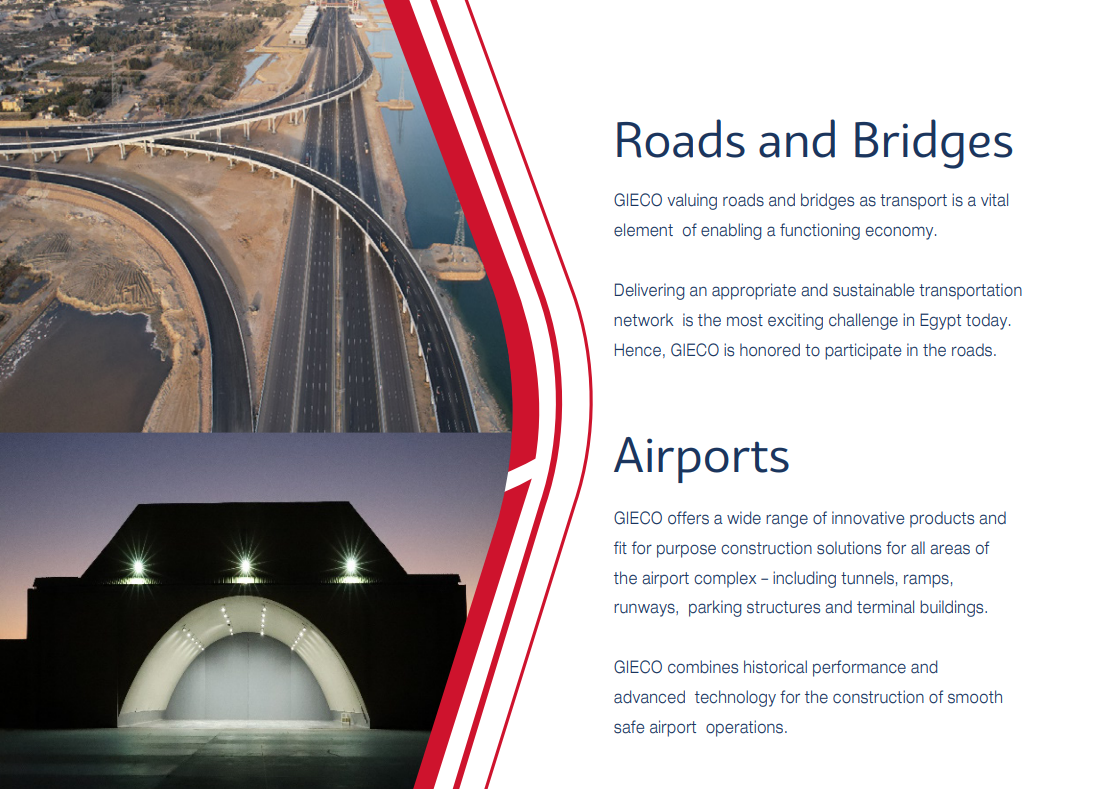 Roads and Bridges
GIECO valuing roads and bridges as transport is a vital
element of enabling a functioning economy.
Delivering an appropriate and sustainable transportation
network is the most exciting challenge in Egypt today.
Hence, GIECO is honored to participate in the roads.
Airports
GIECO offers a wide range of innovative products and
fit for purpose construction solutions for all areas of
the airport complex – including tunnels, ramps,
runways, parking structures and terminal buildings.
GIECO combines historical performance and
advanced technology for the construction of smooth
safe airport operations.